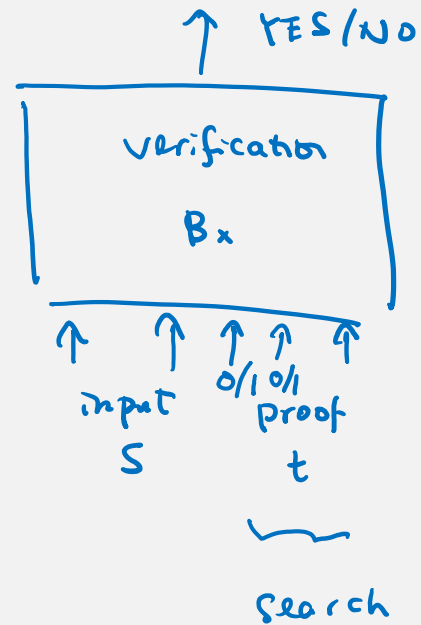 YES/NO
verification
Bx
0/1 0/1
input proof
S t
search